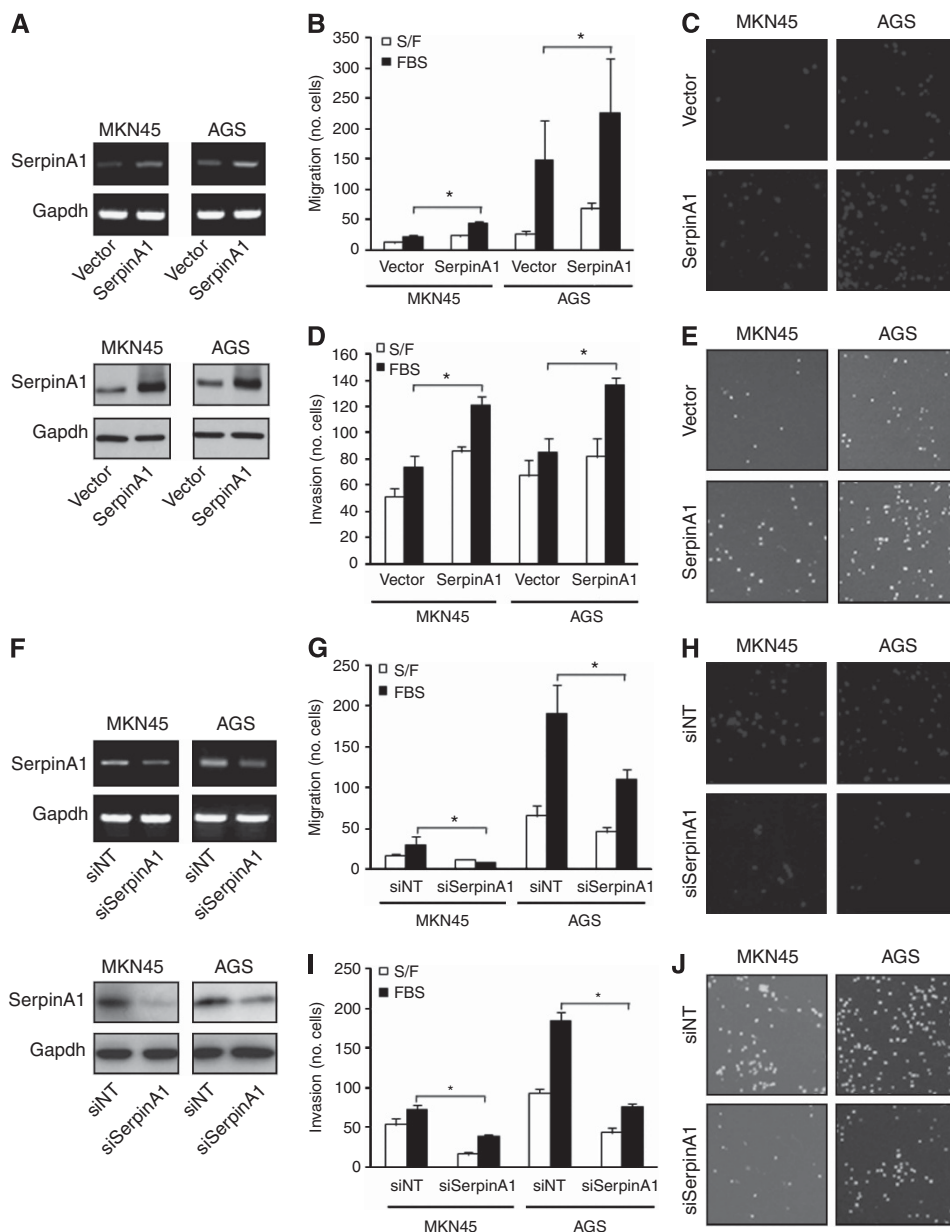 A
MKN45 AGS
SerpinA1
Gapdh
Vector SerpinA1 Vector SerpinA1
MKN45 AGS
SerpinA1
Gapdh
Vector SerpinA1 Vector SerpinA1
B
S/F
FBS
Migration (no. cells)
350
300
250
200
150
100
50
0
* *
Vector SerpinA1 Vector SerpinA1
MKN45 AGS
C
MKN45 AGS
Vector
SerpinA1
D
S/F
FBS
Invasion (no. cells)
160
140
120
100
80
60
40
20
0
* *
Vector SerpinA1 Vector SerpinA1
MKN45 AGS
E
MKN45 AGS
Vector
SerpinA1
F
MKN45 AGS
SerpinA1
Gapdh
siNT siSerpinA1 siNT siSerpinA1
MKN45 AGS
SerpinA1
Gapdh
siNT siSerpinA1 siNT siSerpinA1
G
S/F
FBS
Migration (no. cells)
250
200
150
100
50
0
* *
siNT siSerpinA1 siNT siSerpinA1
MKN45 AGS
H
MKN45 AGS
siNT
siSerpinA1
I
S/F
FBS
Invasion (no. cells)
250
200
150
100
50
0
* *
siNT siSerpinA1 siNT siSerpinA1
MKN45 AGS
J
MKN45 AGS
siNT
siSerpinA1